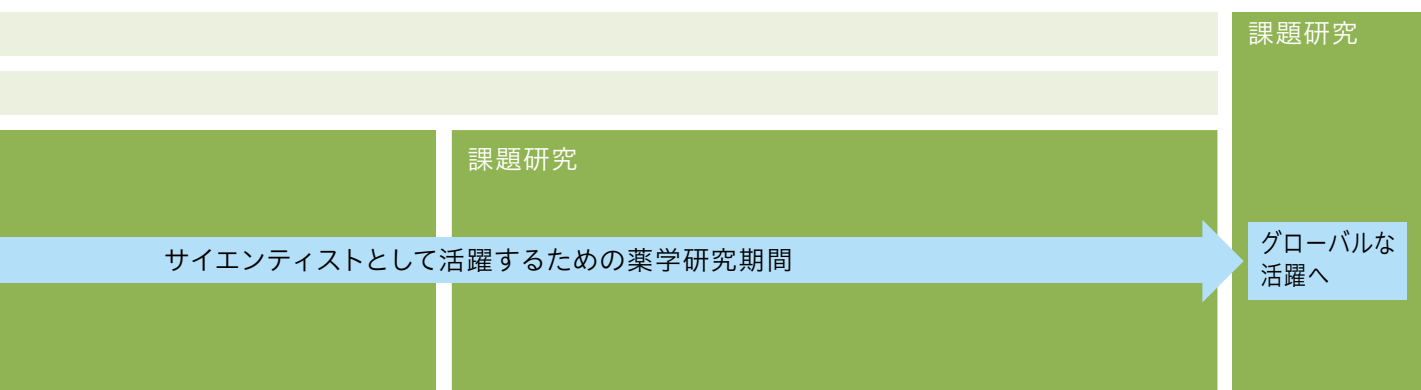 課題研究
課題研究
サイエンティストとして活躍するための薬学研究期間
グローバルな
活躍へ